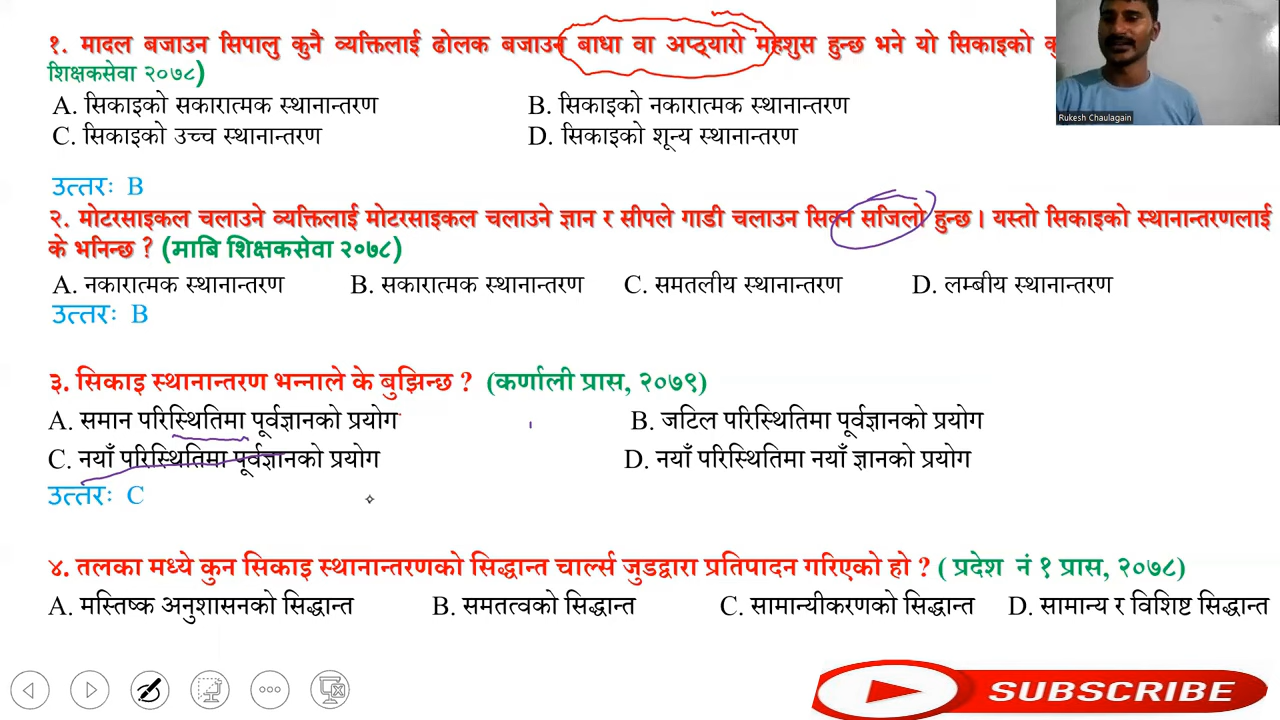 १. मादल बजाउन सिपालु कुनै व्यक्तिलाई ढोलक बजाउन बाधा वा अप्ठ्यारो महशुस हुन्छ भने यो सिकाइको
शिक्षकसेवा २०७८)
A. सिकाइको सकारात्मक स्थानान्तरण B. सिकाइको नकारात्मक स्थानान्तरण
C. सिकाइको उच्च स्थानान्तरण D. सिकाइको शून्य स्थानान्तरण
उत्तरः B
२. मोटरसाइकल चलाउने व्यक्तिलाई मोटरसाइकल चलाउने ज्ञान र सीपले गाडी चलाउन सिक्न सजिलो हुन्छ । यस्तो सिकाइको स्थानान्तरणलाई
के भनिन्छ ? (माबि शिक्षकसेवा २०७८)
A. नकारात्मक स्थानान्तरण B. सकारात्मक स्थानान्तरण C. समतलीय स्थानान्तरण D. लम्बीय स्थानान्तरण
उत्तरः B
३. सिकाइ स्थानान्तरण भन्नाले के बुझिन्छ ? (कर्णाली प्रास, २०७९)
A. समान परिस्थितिमा पूर्वज्ञानको प्रयोग B. जटिल परिस्थितिमा पूर्वज्ञानको प्रयोग
C. नयाँ परिस्थितिमा पूर्वज्ञानको प्रयोग D. नयाँ परिस्थितिमा नयाँ ज्ञानको प्रयोग
उत्तरः C
४. तलका मध्ये कुन सिकाइ स्थानान्तरणको सिद्धान्त चार्ल्स जुडद्वारा प्रतिपादन गरिएको हो ? ( प्रदेश नं १ प्रास, २०७८)
A. मस्तिष्क अनुशासनको सिद्धान्त B. समतत्वको सिद्धान्त C. सामान्यीकरणको सिद्धान्त D. सामान्य र विशिष्ट सिद्धान्त
Rukesh Chaulagain
SUBSCRIBE